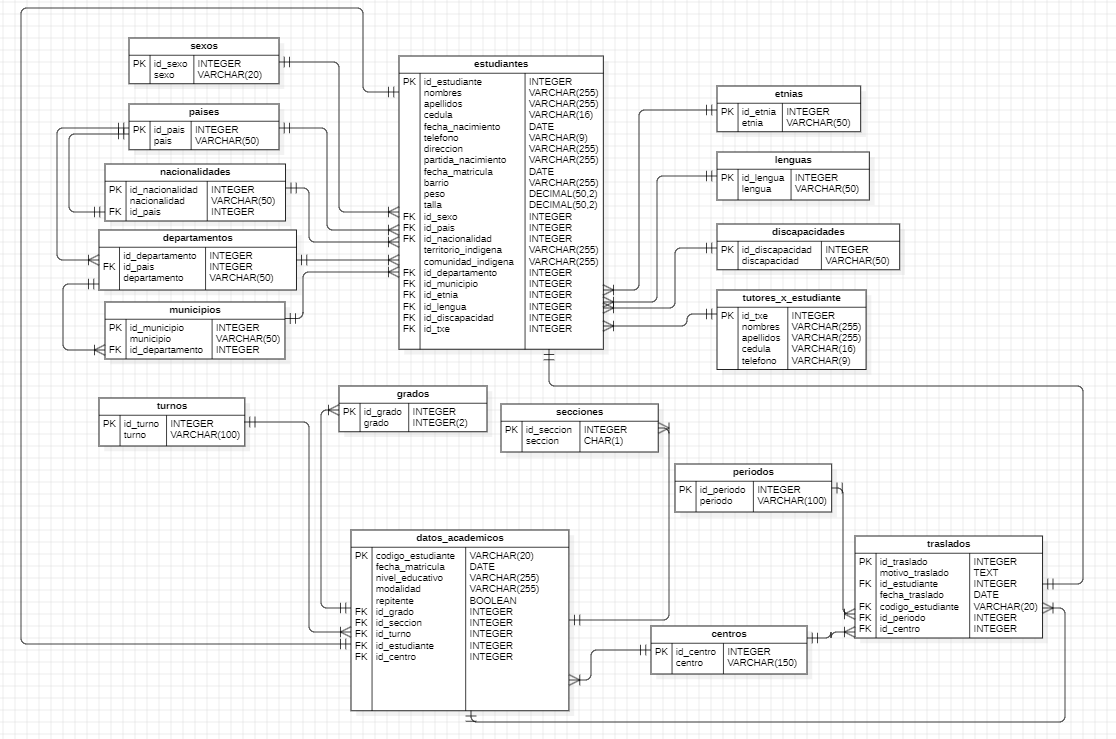 sexos
PK id_sexo INTEGER
sexo VARCHAR(20)
paises
PK id_pais INTEGER
pais VARCHAR(50)
nacionalidades
PK id_nacionalidad INTEGER
nacionalidad VARCHAR(50)
FK id_pais INTEGER
departamentos
id_departamento INTEGER
FK id_pais INTEGER
departamento VARCHAR(50)
municipios
PK id_municipio INTEGER
municipio VARCHAR(50)
FK id_departamento INTEGER
estudiantes
PK id_estudiante INTEGER
nombres VARCHAR(255)
apellidos VARCHAR(255)
cedula VARCHAR(16)
fecha_nacimiento DATE
telefono VARCHAR(9)
direccion VARCHAR(255)
partida_nacimiento VARCHAR(255)
fecha_matricula DATE
barrio VARCHAR(255)
peso DECIMAL(50,2)
talla DECIMAL(50,2)
FK id_sexo INTEGER
FK id_pais INTEGER
FK id_nacionalidad INTEGER
territorio_indigena VARCHAR(255)
comunidad_indigena VARCHAR(255)
FK id_departamento INTEGER
FK id_municipio INTEGER
FK id_etnia INTEGER
FK id_lengua INTEGER
FK id_discapacidad INTEGER
FK id_txe INTEGER
etnias
PK id_etnia INTEGER
etnia VARCHAR(50)
lenguas
PK id_lengua INTEGER
lengua VARCHAR(50)
discapacidades
PK id_discapacidad INTEGER
discapacidad VARCHAR(50)
tutores_x_estudiante
PK id_txe INTEGER
nombres VARCHAR(255)
apellidos VARCHAR(255)
cedula VARCHAR(16)
telefono VARCHAR(9)
turnos
PK id_turno INTEGER
turno VARCHAR(100)
grados
PK id_grado INTEGER
grado INTEGER(2)
secciones
PK id_seccion INTEGER
seccion CHAR(1)
periodos
PK id_periodo INTEGER
periodo VARCHAR(100)
datos_academicos
PK codigo_estudiante VARCHAR(20)
fecha_matricula DATE
nivel_educativo VARCHAR(255)
modalidad VARCHAR(255)
repitente BOOLEAN
FK id_grado INTEGER
FK id_seccion INTEGER
FK id_turno INTEGER
FK id_estudiante INTEGER
FK id_centro INTEGER
centros
PK id_centro INTEGER
centro VARCHAR(150)
traslados
PK id_traslado INTEGER
motivo_traslado TEXT
FK id_estudiante INTEGER
fecha_traslado DATE
FK codigo_estudiante VARCHAR(20)
FK id_periodo INTEGER
FK id_centro INTEGER